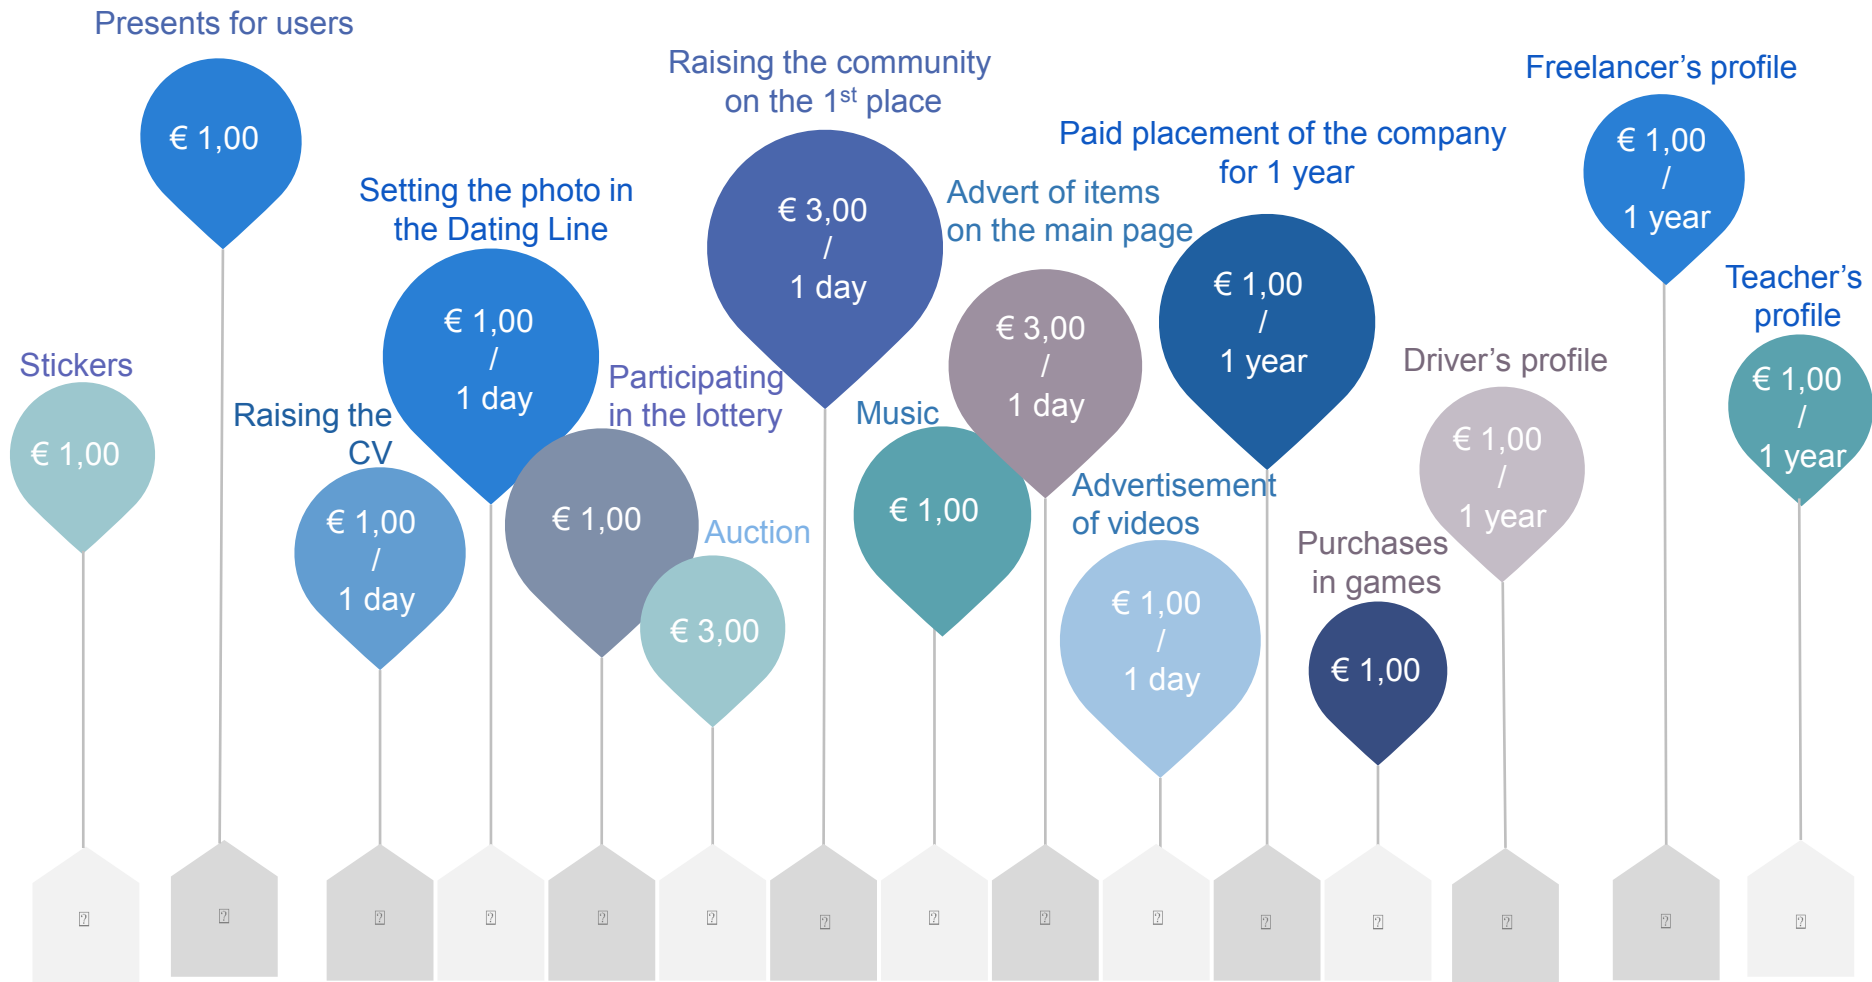 Presents for users
€ 1,00
Stickers
€ 1,00
Raising the
CV
€ 1,00
/
1 day
Setting the photo in
the Dating Line
€ 1,00
/
1 day
Participating
in the lottery
€ 1,00
Auction
€ 3,00
Raising the community
on the 1st place
€ 3,00
/
1 day
Music
€ 1,00
Advert of items
on the main page
€ 3,00
/
1 day
Advertisement
of videos
€ 1,00
/
1 day
Paid placement of the company
for 1 year
€ 1,00
/
1 year
Purchases
in games
€ 1,00
Driver’s profile
€ 1,00
/
1 year
Freelancer’s profile
€ 1,00
/
1 year
Teacher’s
profile
€ 1,00
/
1 year